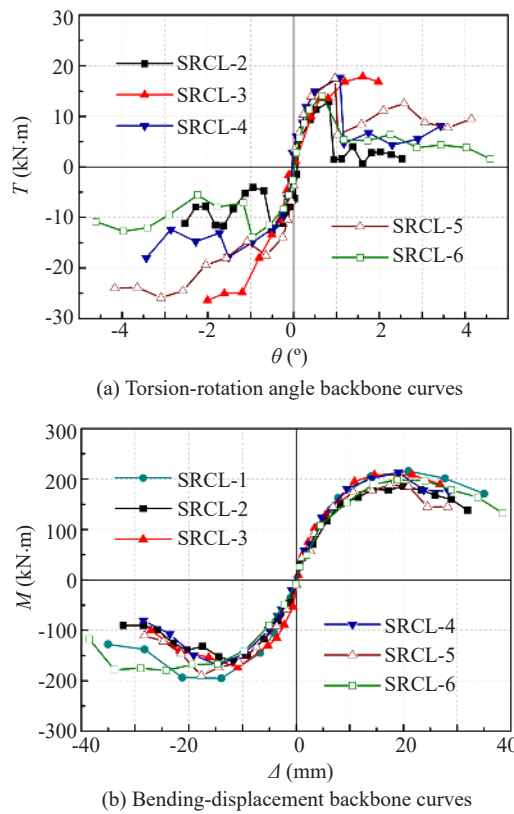 30
20
10
0
-10
-20
-30
T (kN·m)
SRCL-2
SRCL-3
SRCL-4
SRCL-5
SRCL-6
-4 -2 0 2 4
θ (º)
(a) Torsion-rotation angle backbone curves
300
200
100
0
-100
-200
-300
M (kN·m)
SRCL-1
SRCL-2
SRCL-3
SRCL-4
SRCL-5
SRCL-6
-40 -20 0 20 40
Δ (mm)
(b) Bending-displacement backbone curves